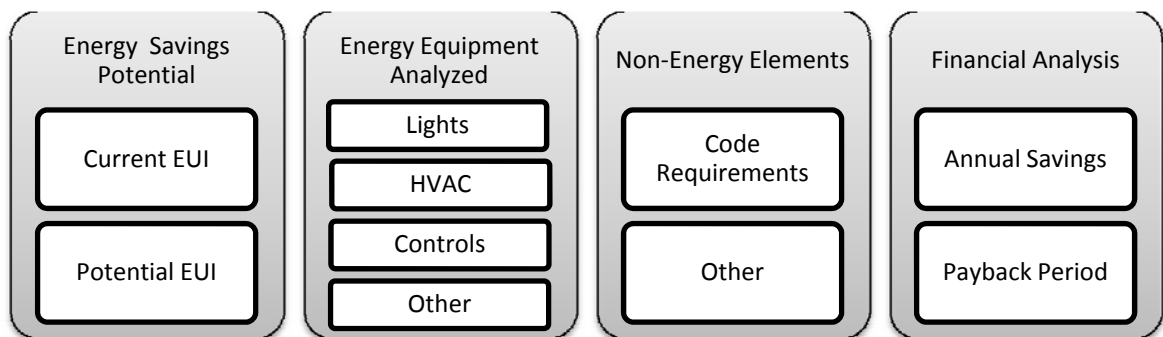 Energy Savings
Potential
Current EUI
Potential EUI
Energy Equipment
Analyzed
Lights
HVAC
Controls
Other
Non-Energy Elements
Code
Requirements
Other
Financial Analysis
Annual Savings
Payback Period